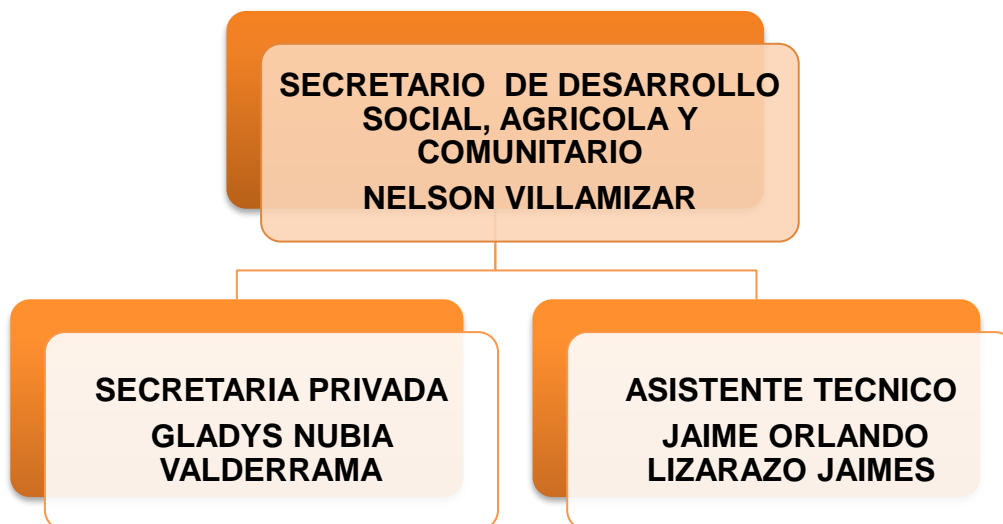 SECRETARIO DE DESARROLLO
SOCIAL, AGRICOLA Y
COMUNITARIO
NELSON VILLAMIZAR
SECRETARIA PRIVADA
GLADYS NUBIA
VALDERRAMA
ASISTENTE TECNICO
JAIME ORLANDO
LIZARAZO JAIMES